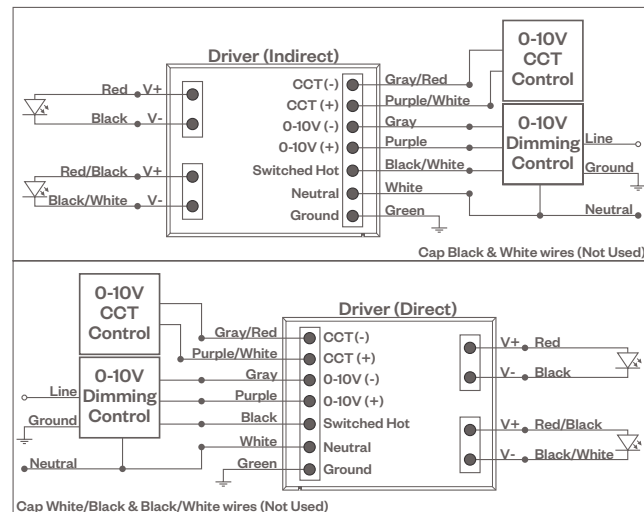 Driver (Indirect)
0-10V
CCT
Control
Red V+
Black V-
Red/Black V+
Black/White V-
CCT(-) Gray/Red
CCT (+) Purple/White
0-10V (-) Gray
0-10V (+) Purple
Switched Hot Black/White
Neutral White
Ground Green
0-10V
Dimming
Control
Line
Ground
Neutral
Cap Black & White wires (Not Used)
Driver (Direct)
0-10V
CCT
Control
0-10V
Dimming
Control
Line
Ground
Neutral
Gray/Red CCT(-)
Purple/White CCT (+)
Gray 0-10V (-)
Purple 0-10V (+)
Black Switched Hot
White Neutral
Green Ground
V+ Red
V- Black
V+ Red/Black
V- Black/White
Cap White/Black & Black/White wires (Not Used)